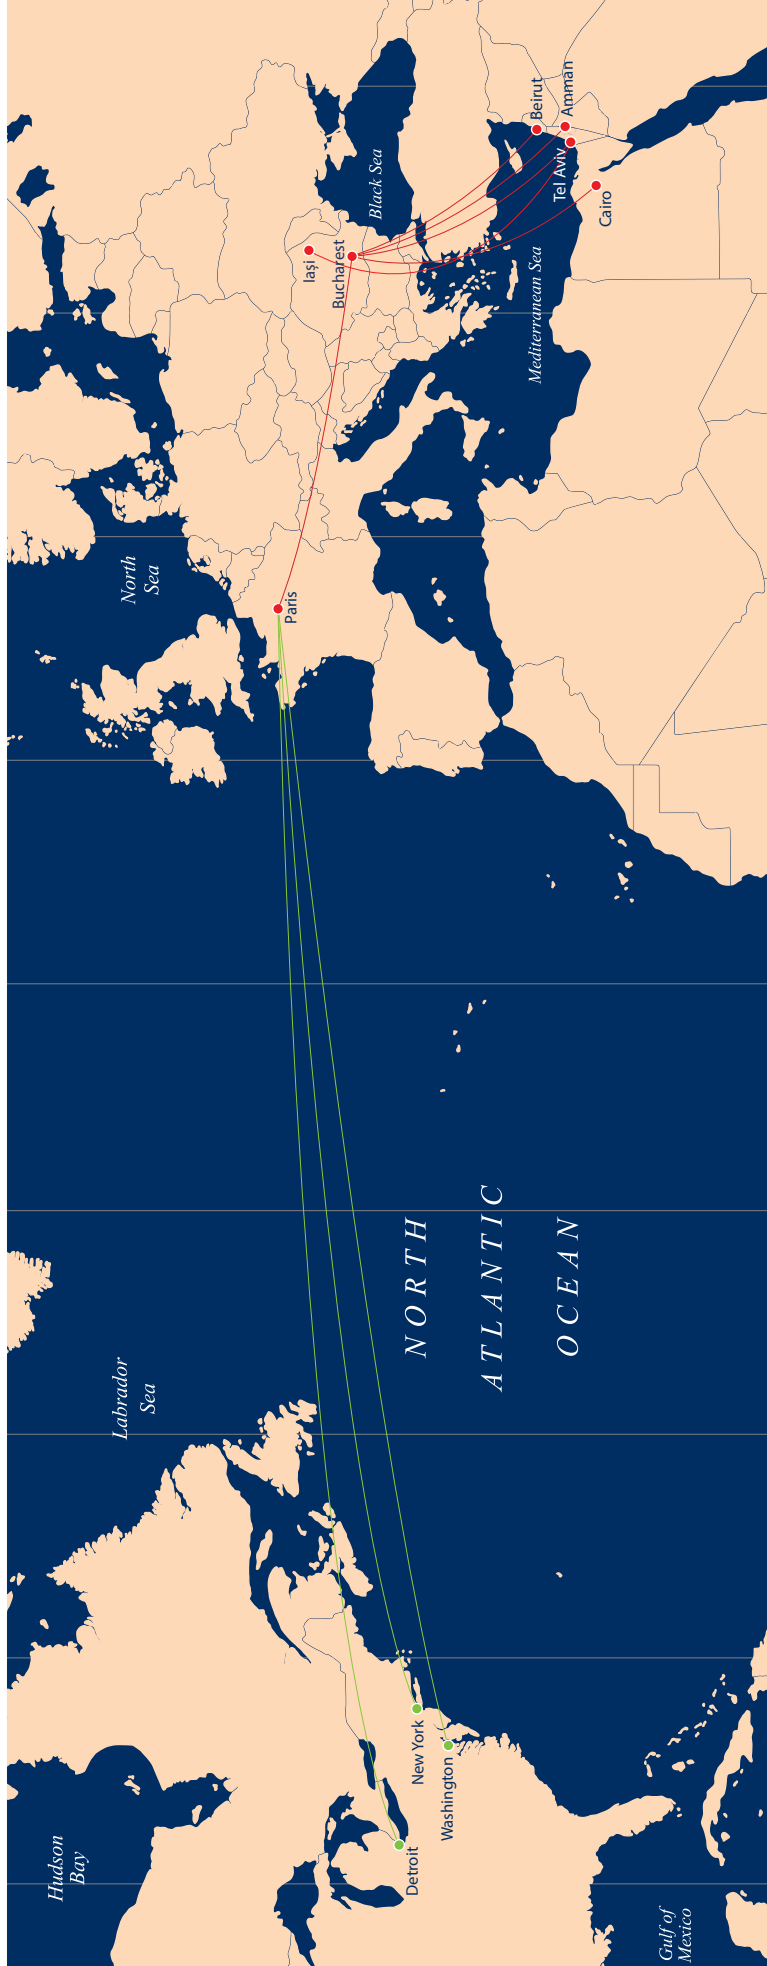 Hudson
Bay
Labrador
Sea
North
Sea
Detroit
New York
Washington
Gulf of
Mexico
NORTH
ATLANTIC
OCEAN
Paris
Iași
Bucharest
Black Sea
Mediterranean Sea
Beirut
Amman
Tel Aviv
Cairo